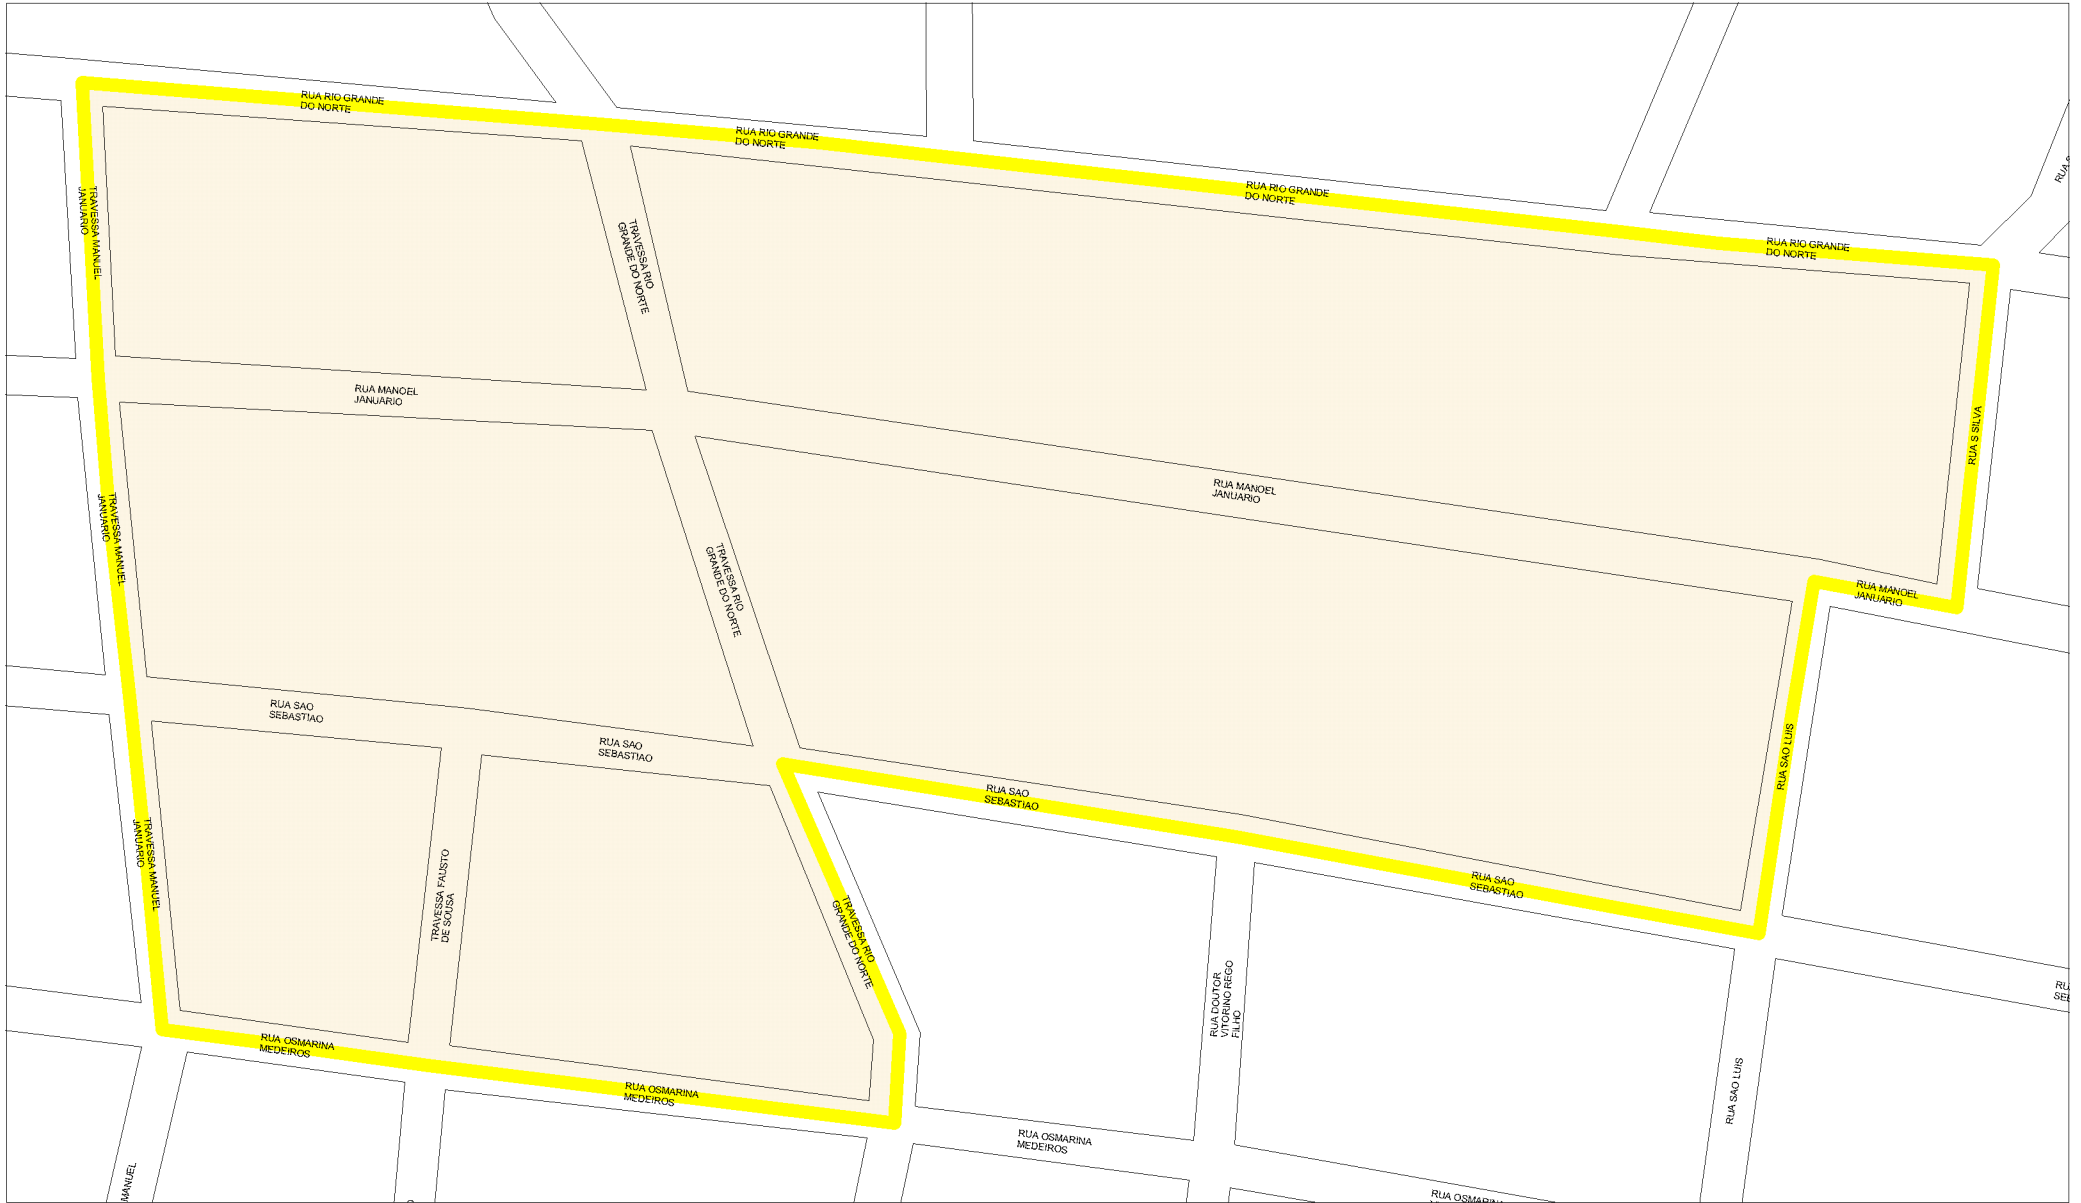 RUA RIO GRANDE
DO NORTE
RUA RIO GRANDE
DO NORTE
RUA RIO GRANDE
DO NORTE
RUA RIO GRANDE
DO NORTE
TRAVESSA MANUEL
JANUARIO
TRAVESSA RIO
GRANDE DO NORTE
RUA MANOEL
JANUARIO
RUA S SILVA
RUA MANOEL
JANUARIO
TRAVESSA MANUEL
JANUARIO
TRAVESSA RIO
GRANDE DO NORTE
RUA MANOEL
JANUARIO
RUA SAO
SEBASTIAO
RUA SAO
SEBASTIAO
RUA SAO LUIS
RUA SAO
SEBASTIAO
TRAVESSA MANUEL
JANUARIO
TRAVESSA FAUSTO
DE SOUSA
RUA SAO
SEBASTIAO
TRAVESSA RIO
GRANDE DO NORTE
RUA DOUTOR
VITORINO REGO
FILHO
RUA OSMARINA
MEDEIROS
RUA OSMARINA
MEDEIROS
RUA SAO LUIS
RUA OSMARINA
MEDEIROS
MANUEL
RUA